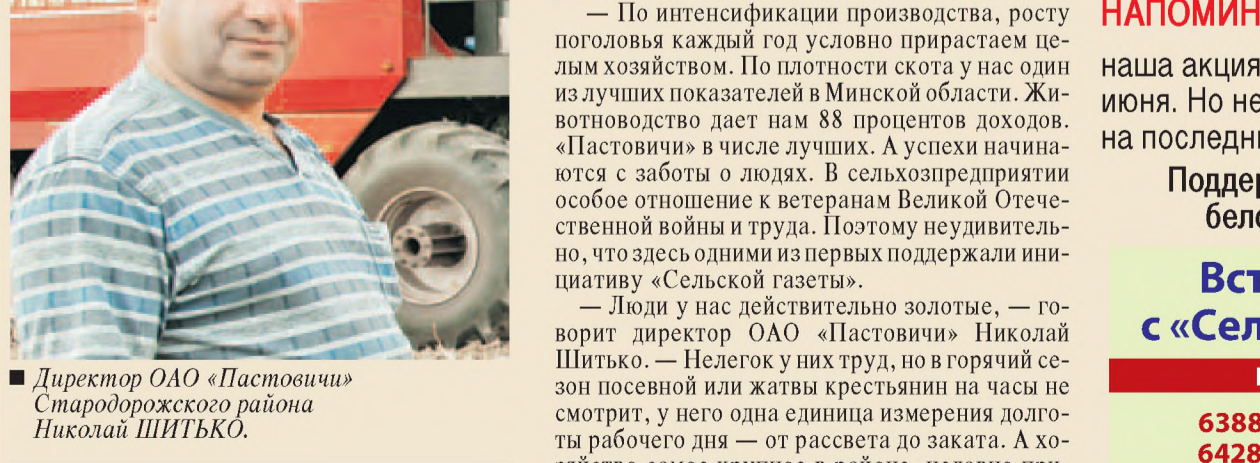 — По интенсификации производства, росту
поголовья каждый год условно прирастаем це-
лым хозяйством. По плотности скота у нас один
из лучших показателей в Минской области. Жи-
вотноводство дает нам 88 процентов доходов.
«Пастовичи» в числе лучших. А успехи начина-
ются с заботы о людях. В сельхозпредприятии
особое отношение к ветеранам Великой Отече-
ственной войны и труда. Поэтому неудивитель-
но, что здесь одними из первых поддержали ини-
циативу «Сельской газеты».
— Люди у нас действительно золотые, — го-
ворит директор ОАО «Пастовичи» Николай
Шитько. — Нелегок у них труд, но в горячий се-
зон посевной или жатвы крестьянин на часы не
смотрит, у него одна единица измерения долго-
ты рабочего дня — от рассвета до заката. А хо-
■ Директор ОАО «Пастовичи»
Стародорожского района
Николай ШИТЬКО.
НАПОМИН
наша акция
июня. Но не
на последн
Поддер
бело
Вст
с «Сел
6388
6428